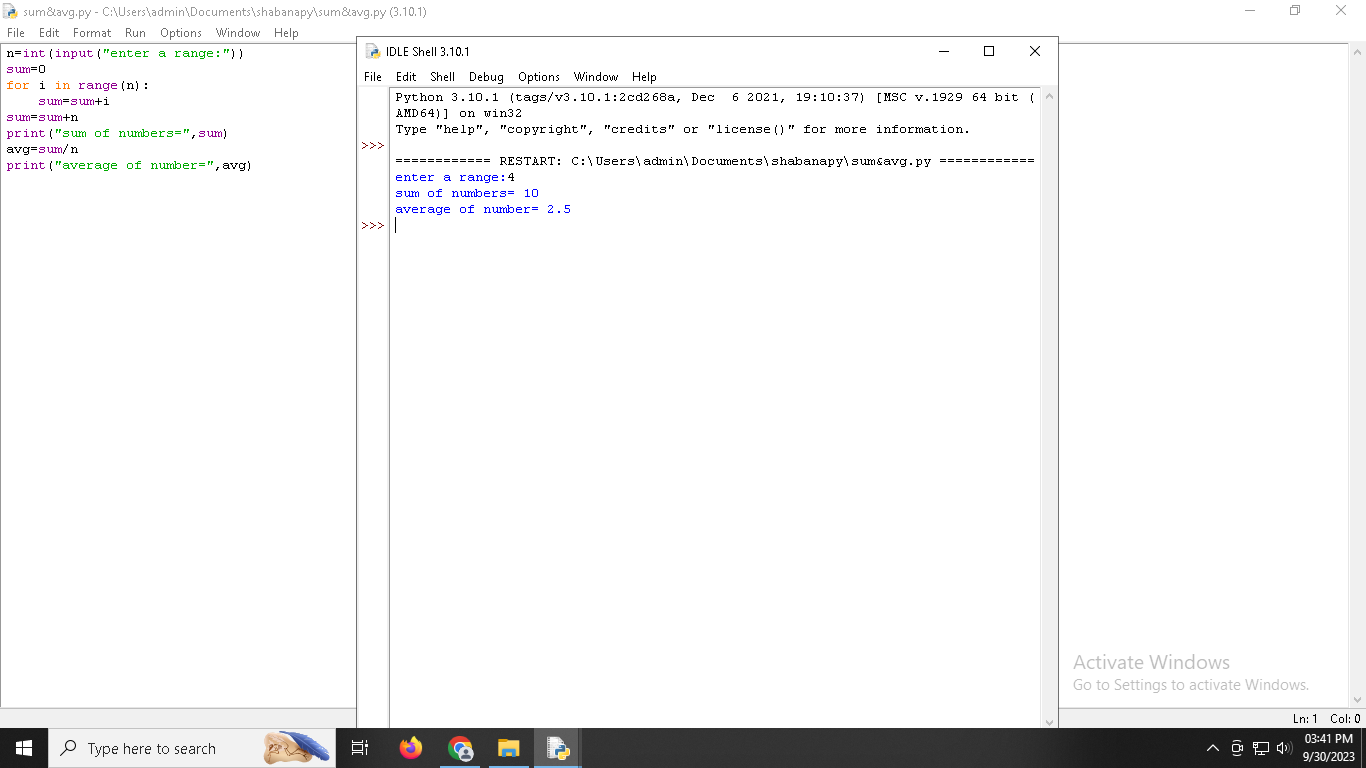 sum&avg.py - C:\Users\admin\Documents\shabanapy\sum&avg.py (3.10.1)
File Edit Format Run Options Window Help
n=int(input("enter a range:"))
sum=0
for i in range(n):
    sum=sum+i
sum=sum+n
print("sum of numbers=",sum)
avg=sum/n
print("average of number=",avg)
IDLE Shell 3.10.1
File Edit Shell Debug Options Window Help
Python 3.10.1 (tags/v3.10.1:2cd268a, Dec  6 2021, 19:10:37) [MSC v.1929 64 bit (
AMD64)] on win32
Type "help", "copyright", "credits" or "license()" for more information.
>>>
============ RESTART: C:\Users\admin\Documents\shabanapy\sum&avg.py ============
enter a range:4
sum of numbers= 10
average of number= 2.5
>>>
Activate Windows
Go to Settings to activate Windows.
Ln: 1 Col: 0
Type here to search
03:41 PM
9/30/2023